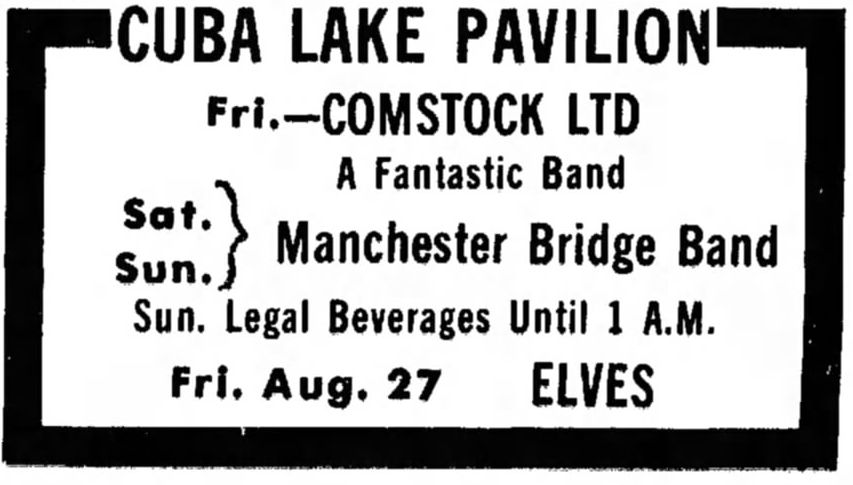 CUBA LAKE PAVILION
Fri.—COMSTOCK LTD
A Fantastic Band
Sat.
Sun.
Manchester Bridge Band
Sun. Legal Beverages Until 1 A.M.
Fri. Aug. 27 ELVES